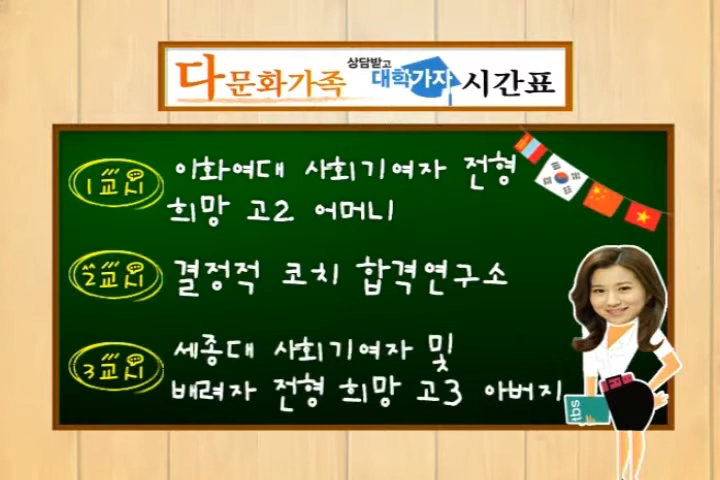 다문화가족 상담받고 대학가자 시간표
1교시 이화여대 사회기여자 전형
희망 고2 어머니
2교시 결정적 코치 합격연구소
3교시 세종대 사회기여자 및
배려자 전형 희망 고3 아버지
tbs